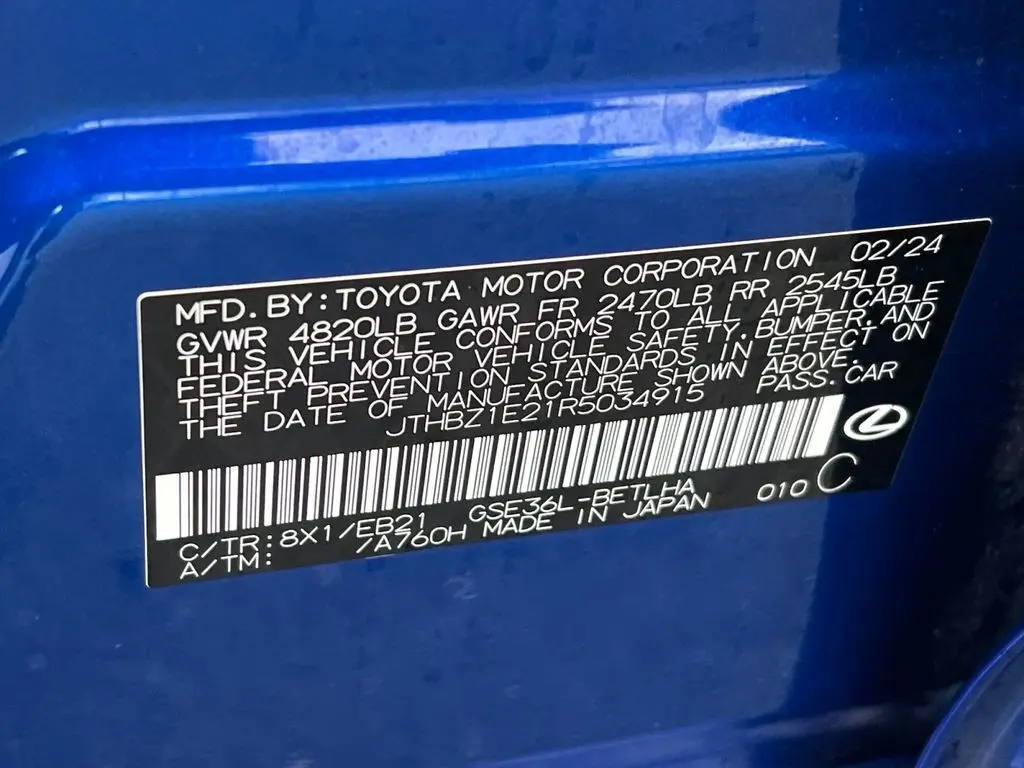 MFD. BY: TOYOTA MOTOR CORPORATION 02/24
GVWR 4820LB GAWR FR 2470LB RR 2545LB
THIS VEHICLE CONFORMS TO ALL APPLICABLE
FEDERAL MOTOR VEHICLE SAFETY, BUMPER, AND
THEFT PREVENTION STANDARDS IN EFFECT ON
THE DATE OF MANUFACTURE SHOWN ABOVE.
JTHBZ1E21R5034915 PASS. CAR
C/TR: 8X1/EB21 GSE36L-BETLHA 010 C
A/TM: /A760H MADE IN JAPAN